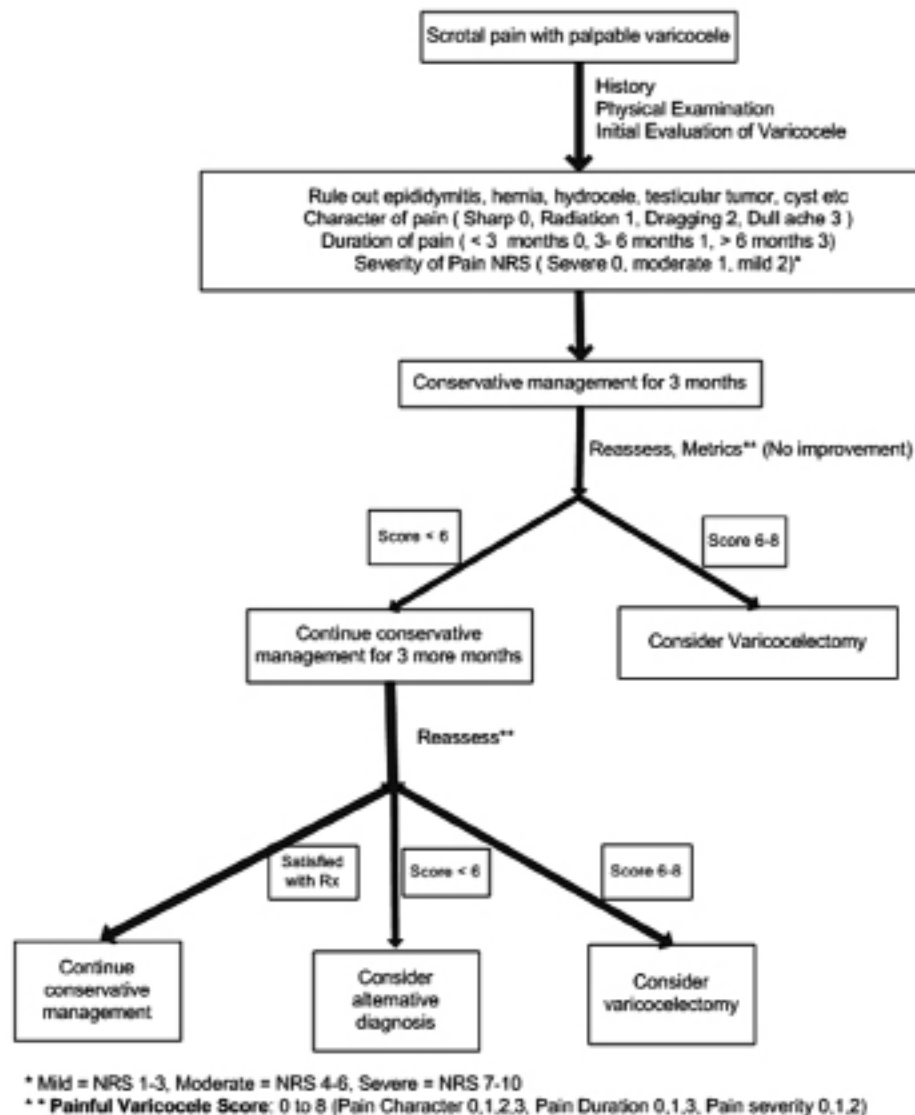 Scrotal pain with palpable varicocele
History
Physical Examination
Initial Evaluation of Varicocele
Rule out epididymitis, hernia, hydrocele, testicular tumor, cyst etc
Character of pain ( Sharp 0, Radiation 1, Dragging 2, Dull ache 3 )
Duration of pain ( < 3 months 0, 3- 6 months 1, > 6 months 3)
Severity of Pain NRS ( Severe 0, moderate 1, mild 2)*
Conservative management for 3 months
Reassess, Metrics** (No improvement)
Score < 6
Score 6-8
Continue conservative
management for 3 more months
Consider Varicocelectomy
Reassess**
Satisfied
with Rx
Score < 6
Score 6-8
Continue
conservative
management
Consider
alternative
diagnosis
Consider
varicocelectomy
* Mild = NRS 1-3, Moderate = NRS 4-6, Severe = NRS 7-10
* * Painful Varicocele Score: 0 to 8 (Pain Character 0,1,2,3, Pain Duration 0,1,3, Pain severity 0,1,2)